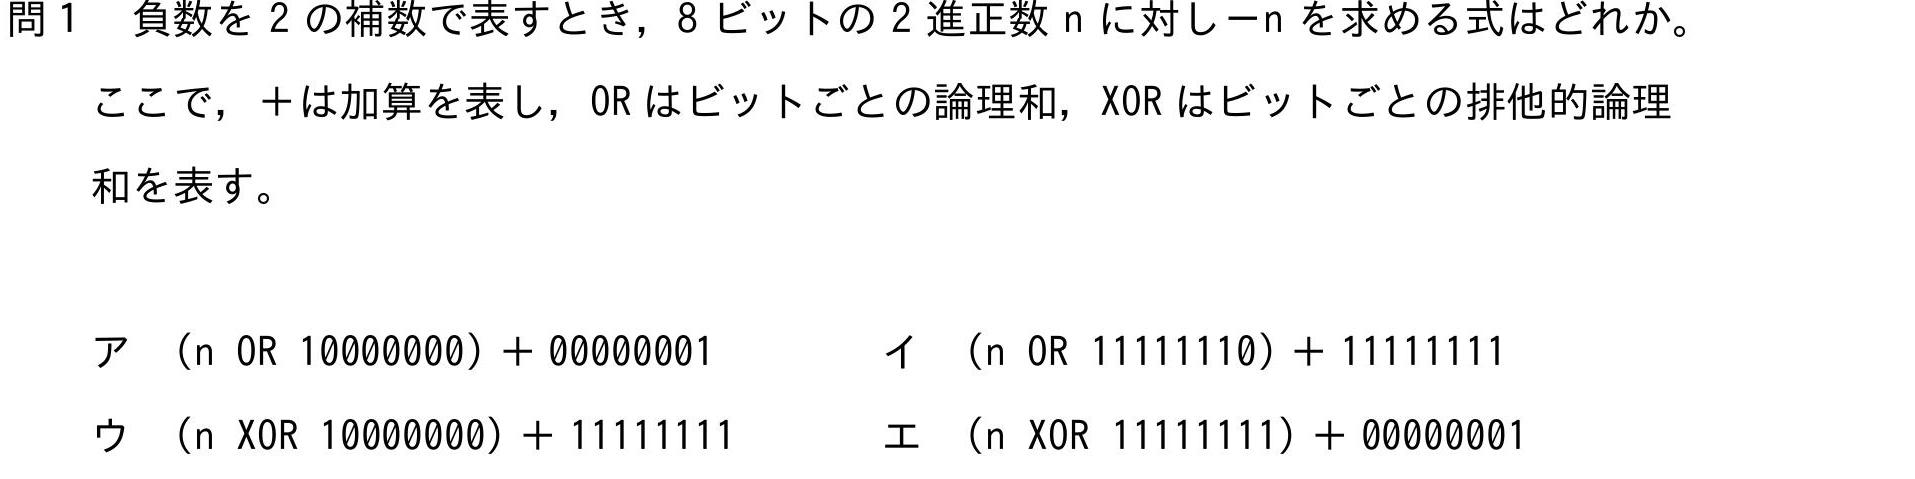 問1 負数を 2 の補数で表すとき，8 ビットの 2 進正数 n に対し－n を求める式はどれか。
ここで，＋は加算を表し，OR はビットごとの論理和，XOR はビットごとの排他的論理
和を表す。
ア (n OR 10000000) ＋ 00000001 イ (n OR 11111110) ＋ 11111111
ウ (n XOR 10000000) ＋ 11111111 エ (n XOR 11111111) ＋ 00000001